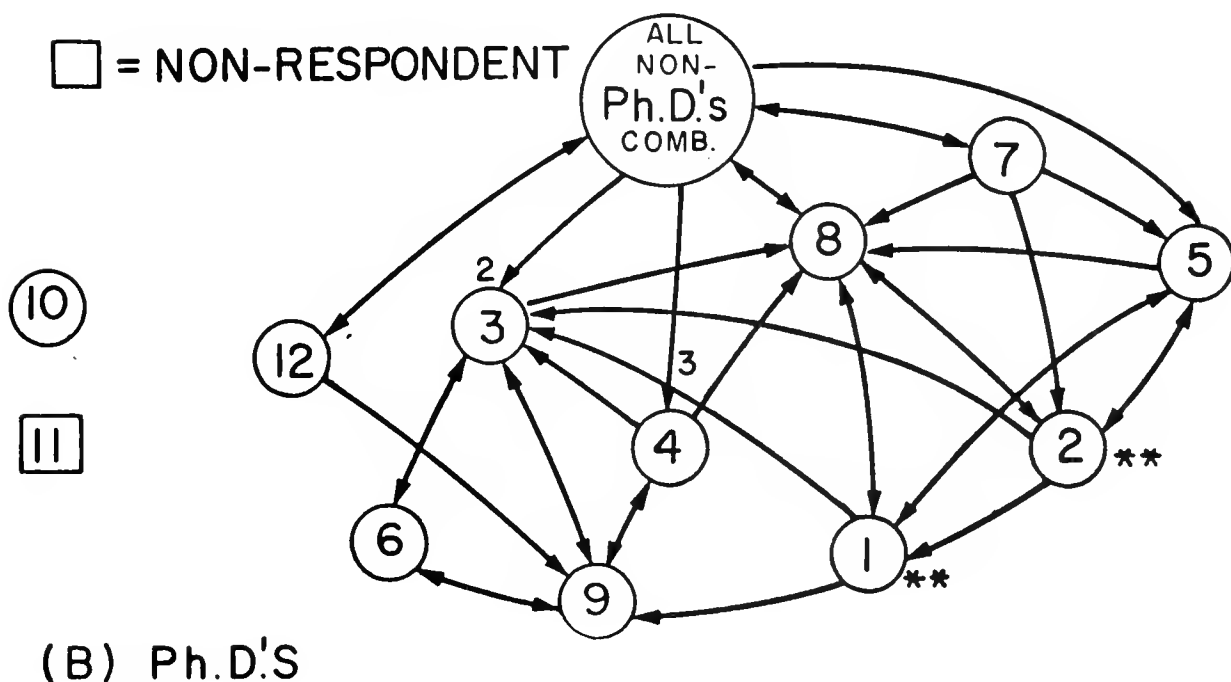 ALL
NON-
Ph.D.'s
COMB.
□ = NON-RESPONDENT
7
8
5
2
10
3
12
3
4
2
**
11
6
1
**
9
(B) Ph.D.'S